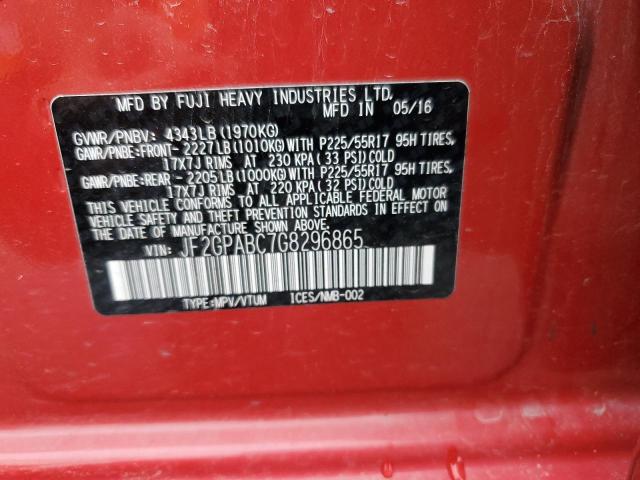 MFD BY FUJI HEAVY INDUSTRIES LTD.
MFD IN 05/16
GVWR/PNBV: 4343LB (1970KG)
GAWR/PNBE:FRONT- 2227LB(1010KG)WITH P225/55R17 95H TIRES,
17X7J RIMS AT 230 KPA( 33 PSI)COLD
GAWR/PNBE:REAR - 2205LB(1000KG)WITH P225/55R17 95H TIRES,
17X7J RIMS AT 220 KPA( 32 PSI)COLD
THIS VEHICLE CONFORMS TO ALL APPLICABLE FEDERAL MOTOR
VEHICLE SAFETY AND THEFT PREVENTION STANDARDS IN EFFECT
ON THE DATE OF MANUFACTURE SHOWN ABOVE.
VIN: JF2GPABC7G8296865
TYPE:MPV/VTUM ICES/NMB-002